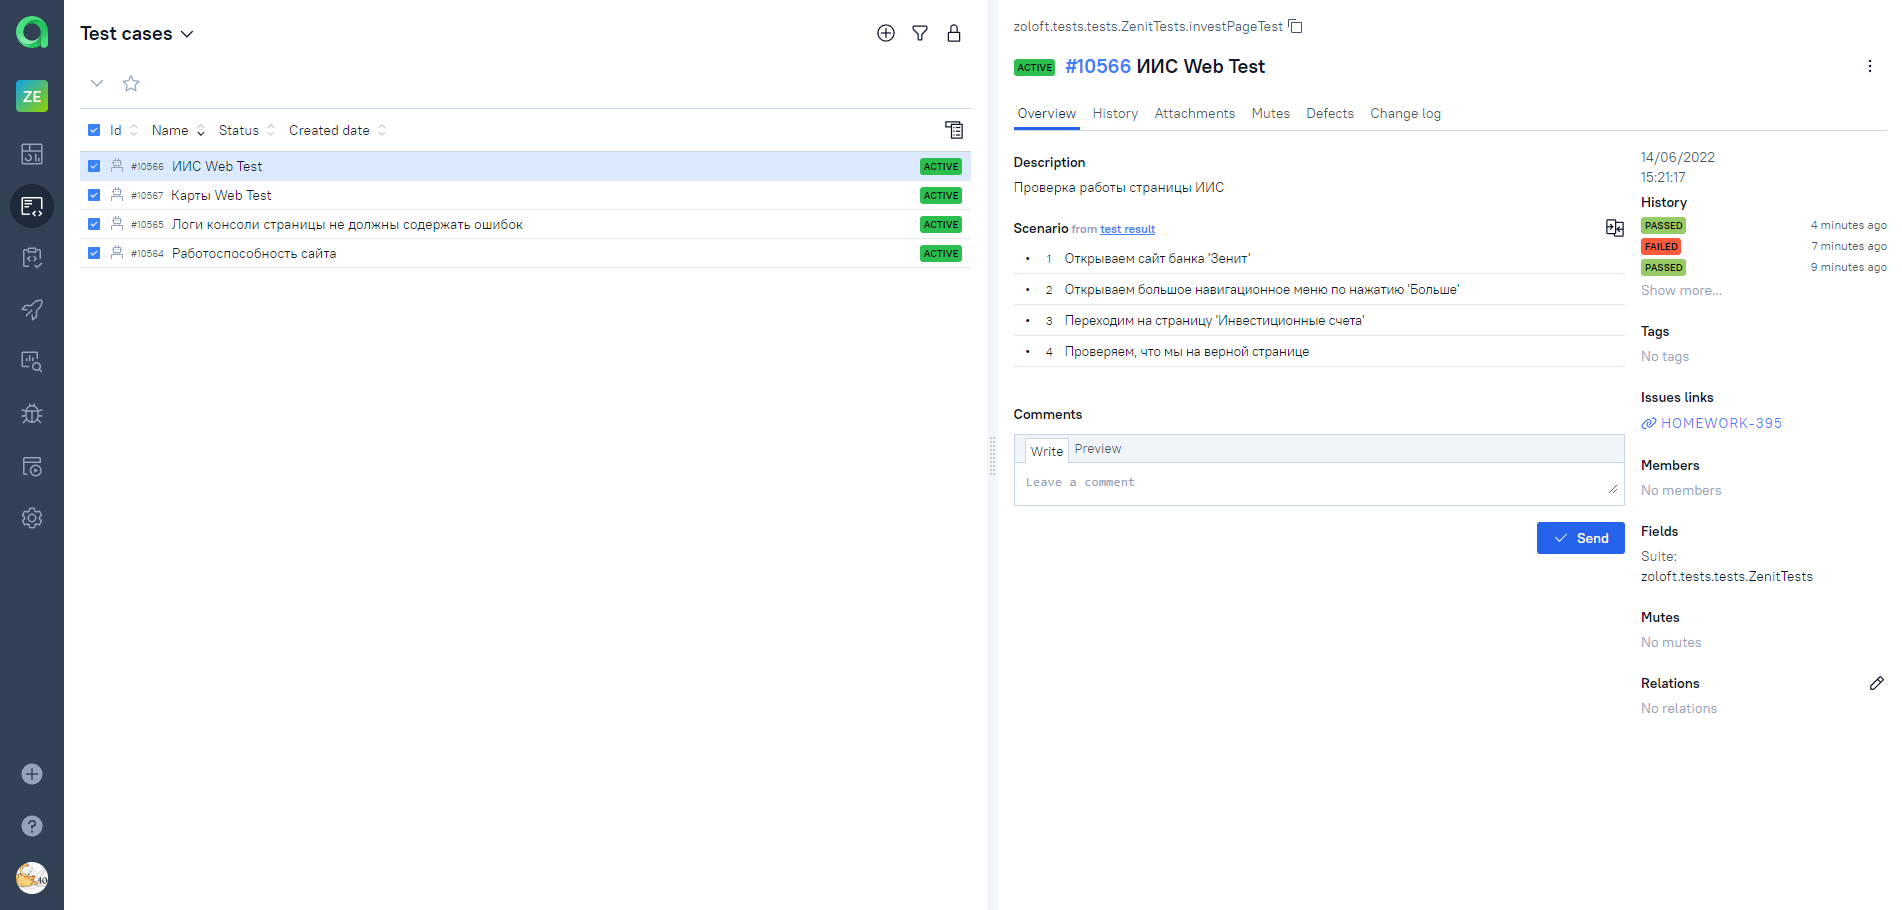 ZE
Test cases
Id Name Status Created date
#10566 ИИС Web Test ACTIVE
#10567 Карты Web Test ACTIVE
#10565 Логи консоли страницы не должны содержать ошибок ACTIVE
#10564 Работоспособность сайта ACTIVE
zoloft.tests.tests.ZenitTests.investPageTest
ACTIVE #10566 ИИС Web Test
Overview History Attachments Mutes Defects Change log
Description
Проверка работы страницы ИИС
Scenario from test result
• 1 Открываем сайт банка 'Зенит'
• 2 Открываем большое навигационное меню по нажатию 'Больше'
• 3 Переходим на страницу 'Инвестиционные счета'
• 4 Проверяем, что мы на верной странице
Comments
Write Preview
Leave a comment
Send
14/06/2022
15:21:17
History
PASSED 4 minutes ago
FAILED 7 minutes ago
PASSED 9 minutes ago
Show more...
Tags
No tags
Issues links
HOMEWORK-395
Members
No members
Fields
Suite:
zoloft.tests.tests.ZenitTests
Mutes
No mutes
Relations
No relations